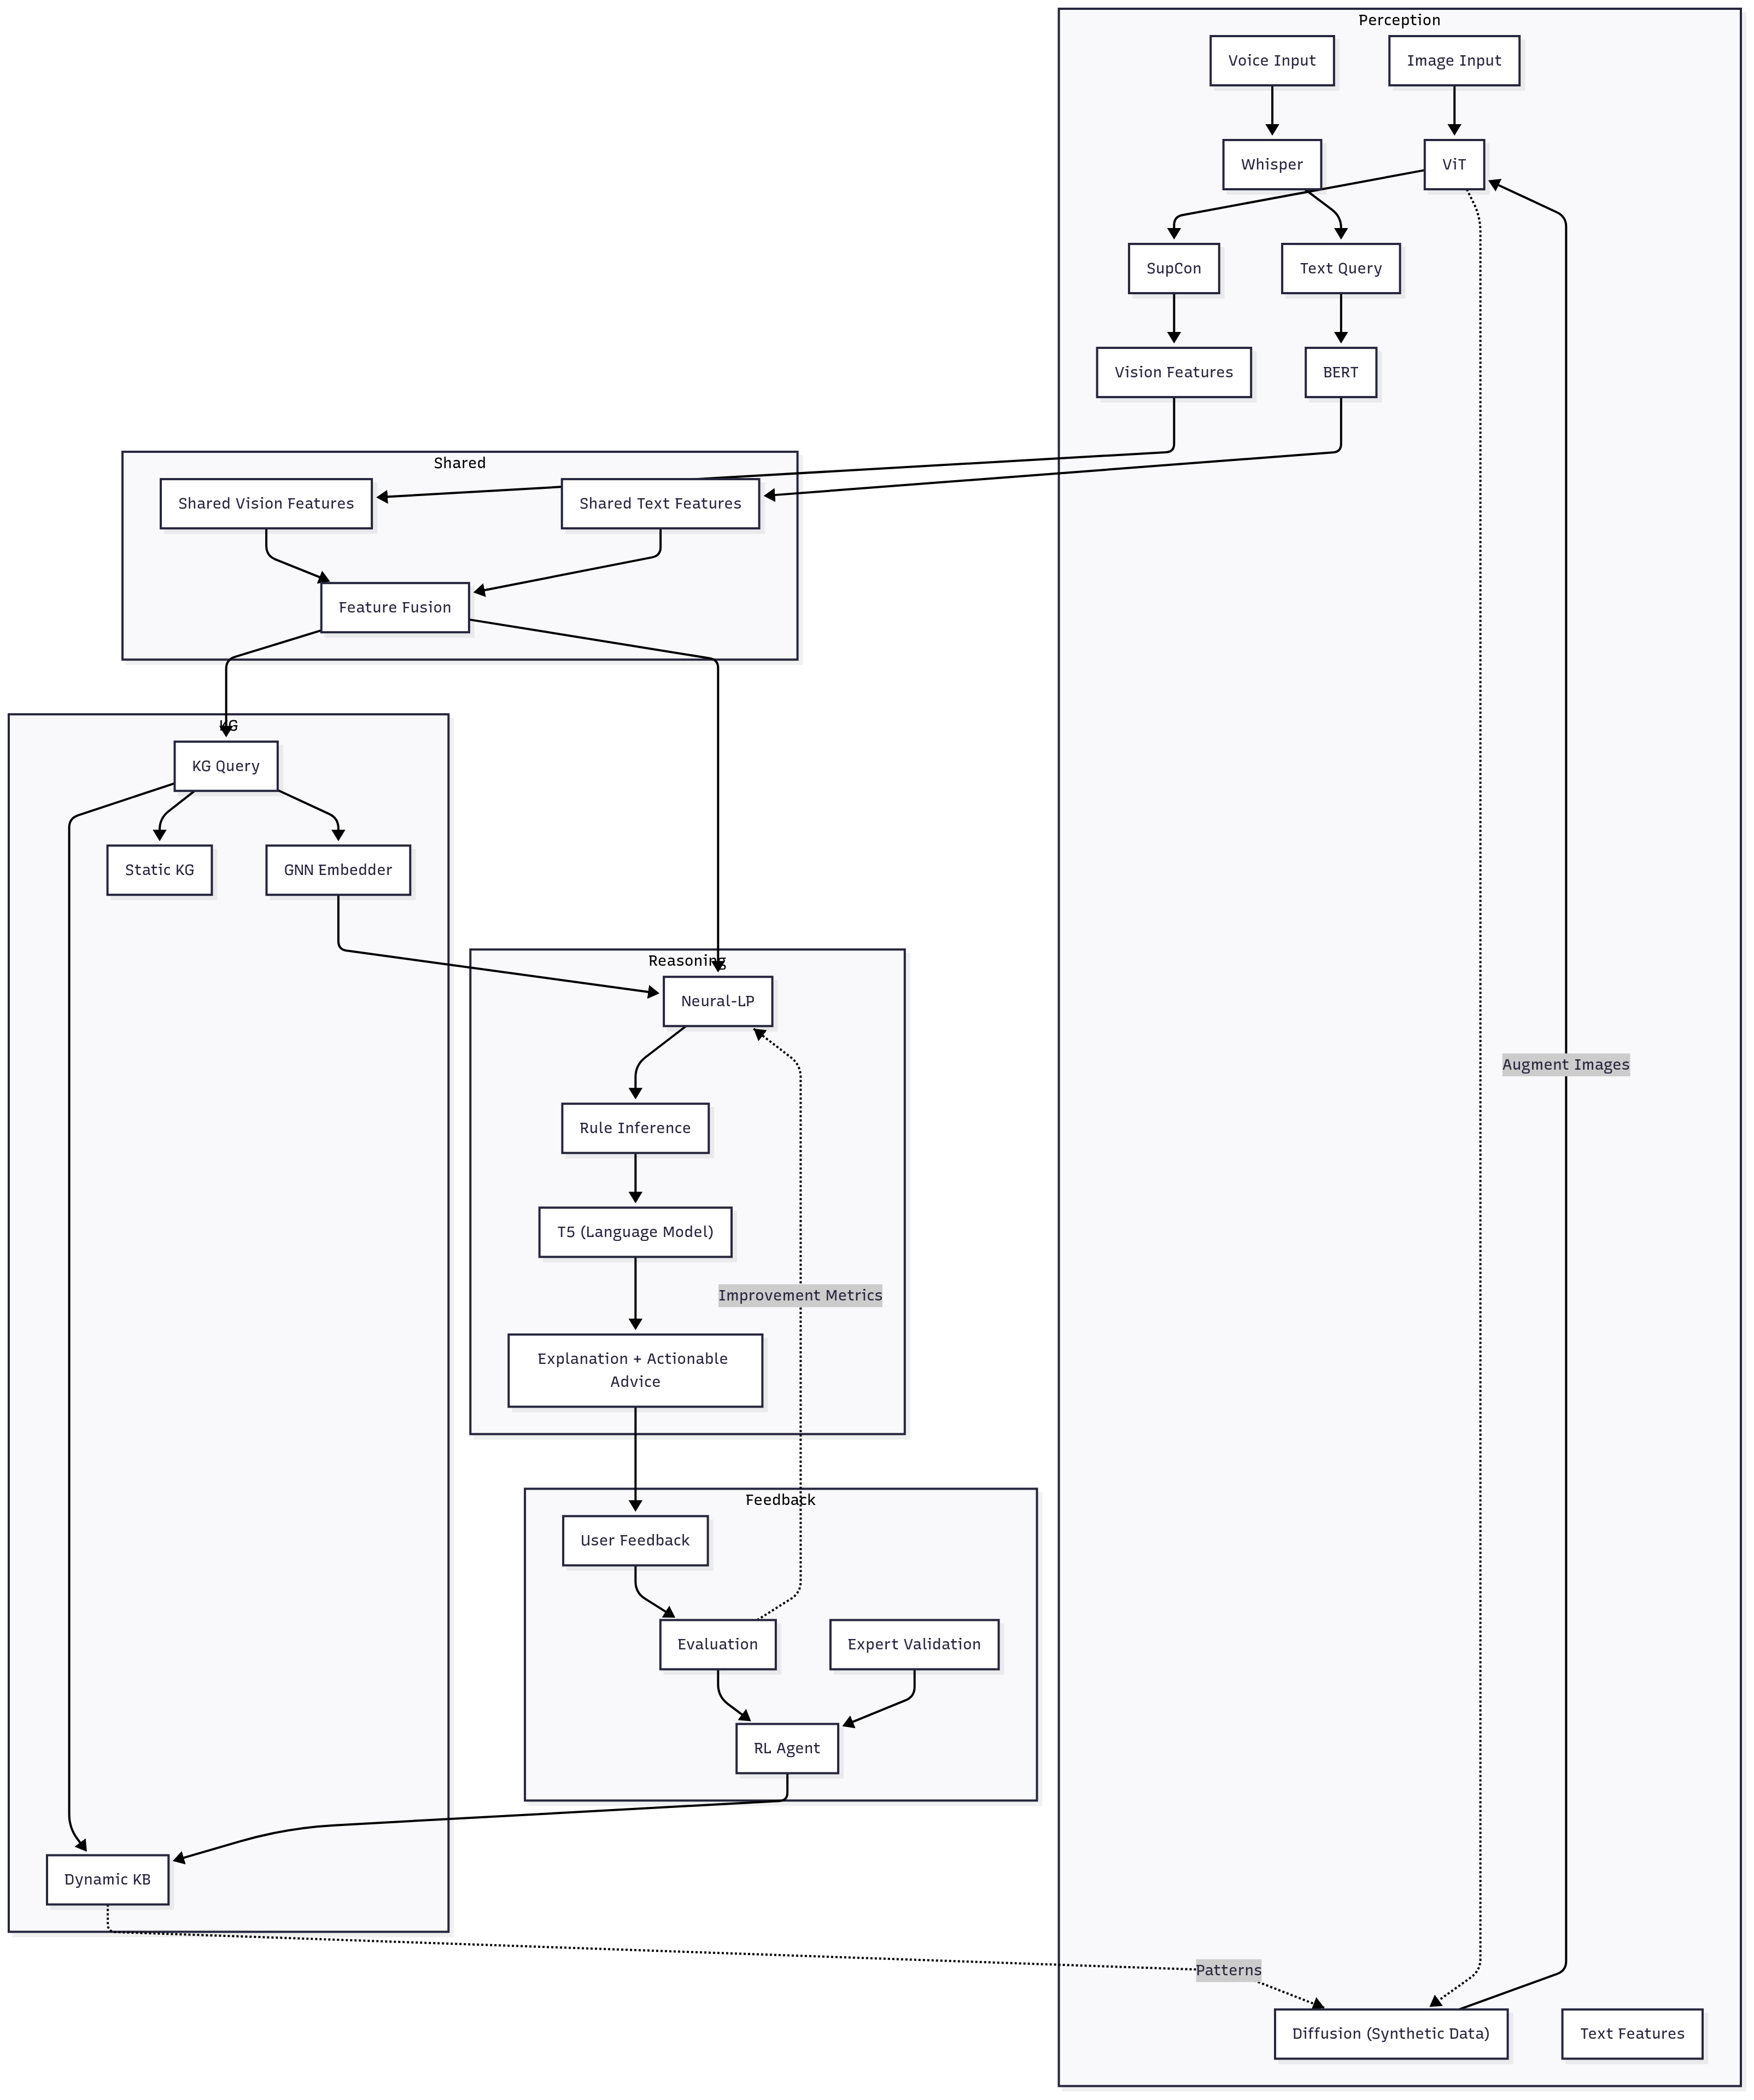 Perception
Voice Input
Image Input
Whisper
ViT
SupCon
Text Query
Vision Features
BERT
Shared
Shared Vision Features
Shared Text Features
Feature Fusion
KG
KG Query
Static KG
GNN Embedder
Reasoning
Neural-LP
Augment Images
Rule Inference
T5 (Language Model)
Improvement Metrics
Explanation + Actionable
Advice
Feedback
User Feedback
Evaluation
Expert Validation
RL Agent
Dynamic KB
Patterns
Diffusion (Synthetic Data)
Text Features